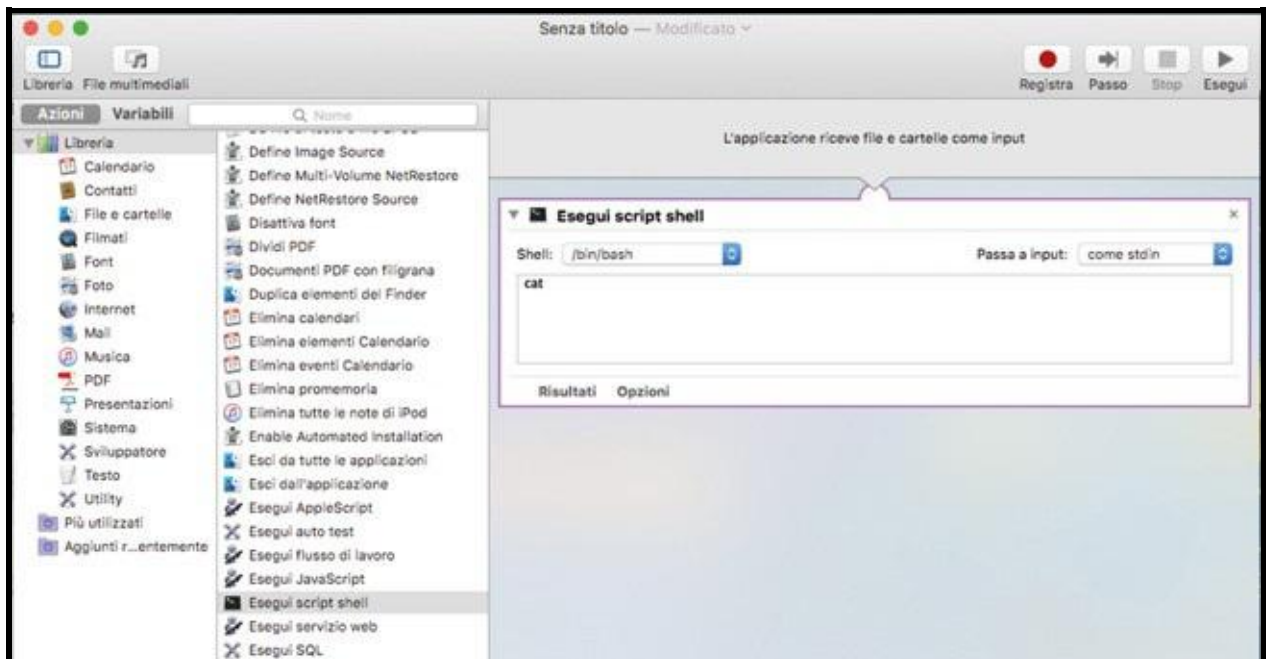 Senza titolo — Modificato
Libreria File multimediali
Registra Passo Stop Esegui
Azioni Variabili
Nome
L'applicazione riceve file e cartelle come input
Libreria
Calendario
Contatti
File e cartelle
Filmati
Font
Foto
Internet
Mail
Musica
PDF
Presentazioni
Sistema
Sviluppatore
Testo
Utility
Più utilizzati
Aggiunti r...entemente
Define Image Source
Define Multi-Volume NetRestore
Define NetRestore Source
Disattiva font
Dividi PDF
Documenti PDF con filigrana
Duplica elementi del Finder
Elimina calendari
Elimina elementi Calendario
Elimina eventi Calendario
Elimina promemoria
Elimina tutte le note di iPod
Enable Automated Installation
Esci da tutte le applicazioni
Esci dall'applicazione
Esegui AppleScript
Esegui auto test
Esegui flusso di lavoro
Esegui JavaScript
Esegui script shell
Esegui servizio web
Esegui SQL
Esegui script shell
Shell: /bin/bash
Passa a input: come stdin
cat
Risultati Opzioni